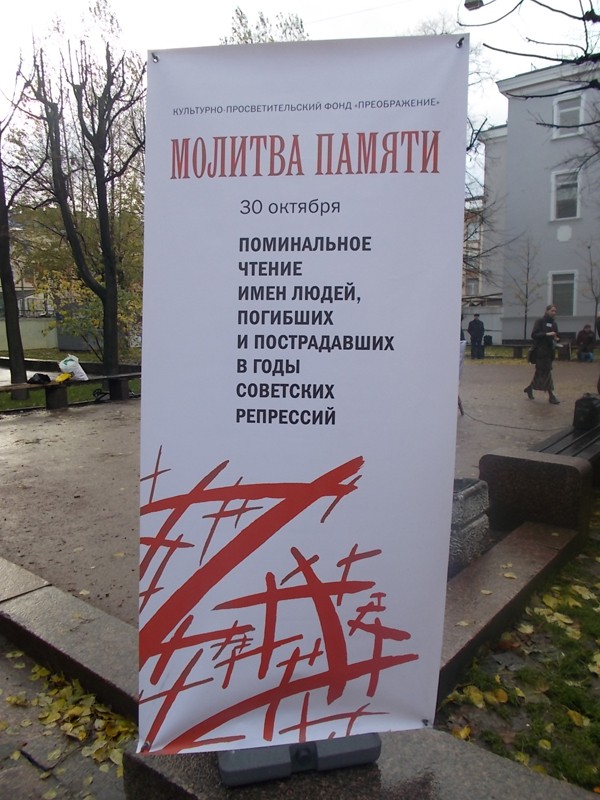 КУЛЬТУРНО-ПРОСВЕТИТЕЛЬСКИЙ ФОНД «ПРЕОБРАЖЕНИЕ»
МОЛИТВА ПАМЯТИ
30 октября
ПОМИНАЛЬНОЕ
ЧТЕНИЕ
ИМЕН ЛЮДЕЙ,
ПОГИБШИХ
И ПОСТРАДАВШИХ
В ГОДЫ
СОВЕТСКИХ
РЕПРЕССИЙ